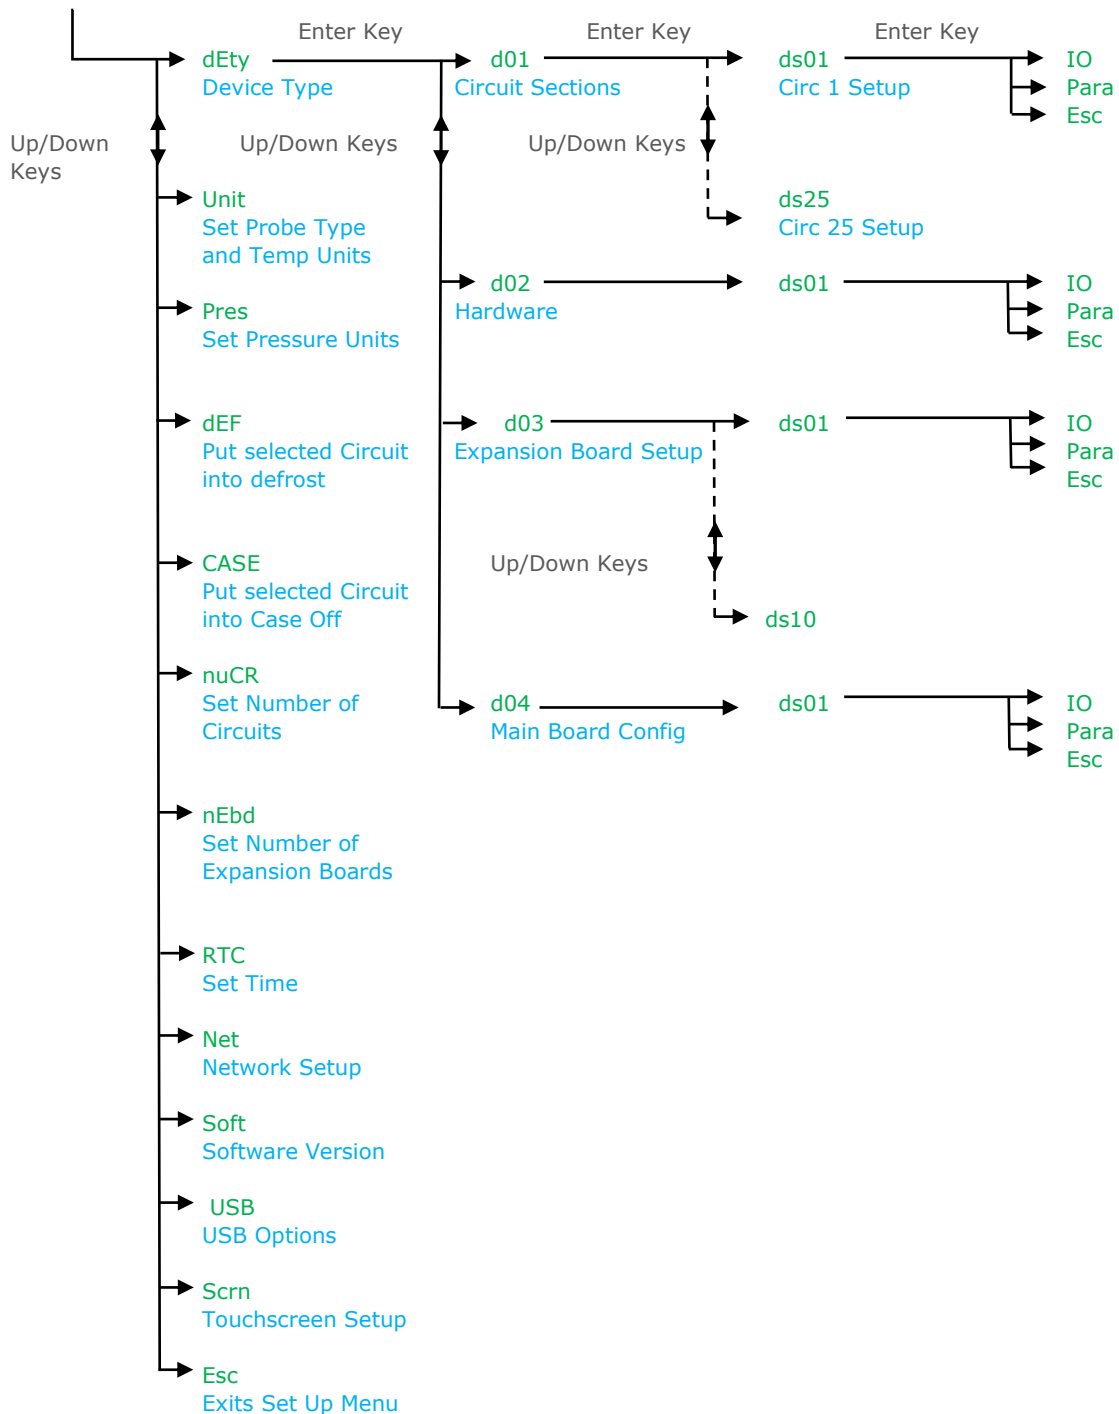 Enter Key
Enter Key
Enter Key
dEty
d01
ds01
IO
Device Type
Circuit Sections
Circ 1 Setup
Para
Esc
Up/Down
Keys
Up/Down Keys
Up/Down Keys
Unit
ds25
Set Probe Type
Circ 25 Setup
and Temp Units
d02
ds01
IO
Pres
Hardware
Para
Set Pressure Units
Esc
dEF
d03
ds01
IO
Put selected Circuit
Expansion Board Setup
Para
into defrost
Esc
CASE
Up/Down Keys
Put selected Circuit
into Case Off
ds10
nuCR
Set Number of
d04
ds01
IO
Circuits
Main Board Config
Para
Esc
nEbd
Set Number of
Expansion Boards
RTC
Set Time
Net
Network Setup
Soft
Software Version
USB
USB Options
Scrn
Touchscreen Setup
Esc
Exits Set Up Menu